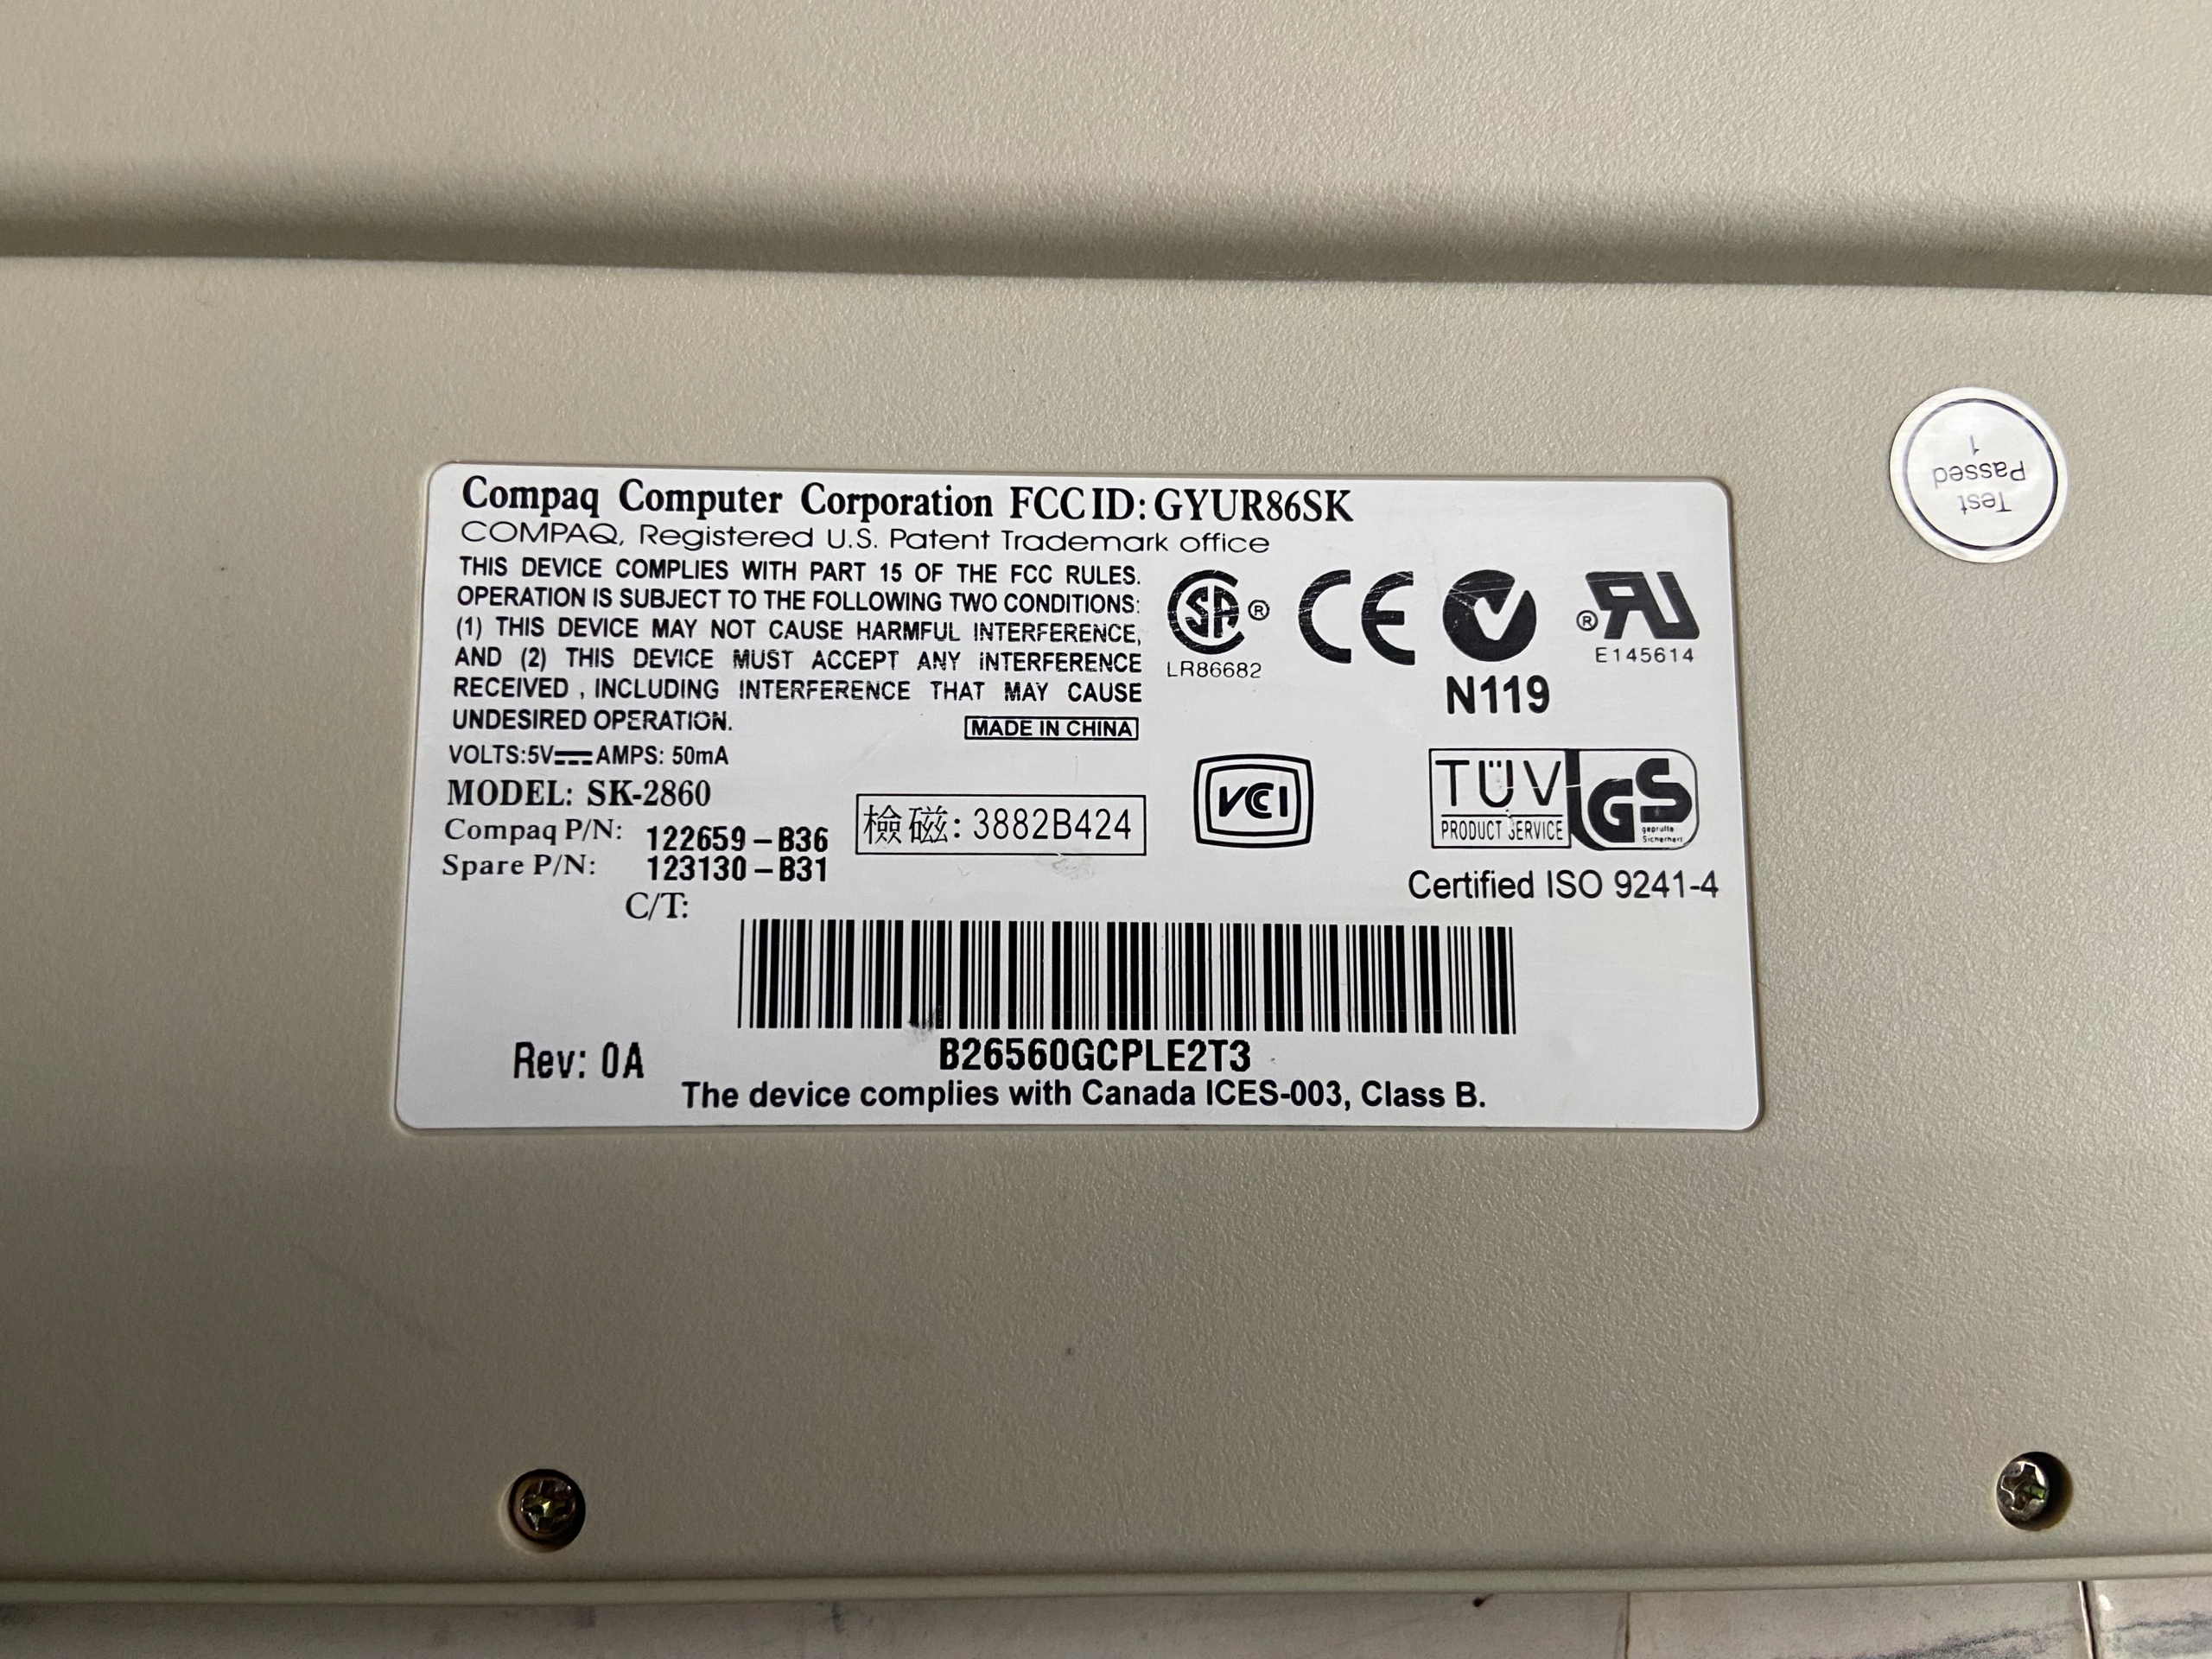 Compaq Computer Corporation FCC ID: GYUR86SK
COMPAQ, Registered U.S. Patent Trademark office
THIS DEVICE COMPLIES WITH PART 15 OF THE FCC RULES.
OPERATION IS SUBJECT TO THE FOLLOWING TWO CONDITIONS:
(1) THIS DEVICE MAY NOT CAUSE HARMFUL INTERFERENCE,
AND (2) THIS DEVICE MUST ACCEPT ANY INTERFERENCE
RECEIVED, INCLUDING INTERFERENCE THAT MAY CAUSE
UNDESIRED OPERATION.
MADE IN CHINA
VOLTS:5V AMPS: 50mA
MODEL: SK-2860
Compaq P/N: 122659-B36
Spare P/N: 123130-B31
C/T:
檢磁: 3882B424
SA ®
LR86682
CE
N119
® RU
E145614
VCI
TÜV
PRODUCT SERVICE
GS
geprüfte
Sicherheit
Certified ISO 9241-4
B26560GCPLE2T3
Rev: 0A
The device complies with Canada ICES-003, Class B.
Test
Passed
1